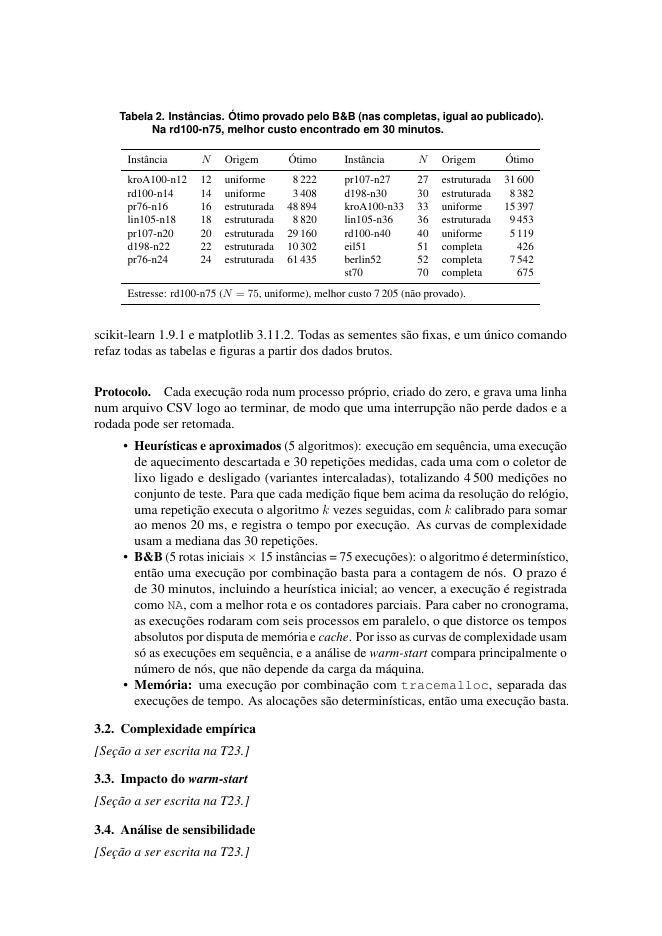 Tabela 2. Instâncias. Ótimo provado pelo B&B (nas completas, igual ao publicado).
Na rd100-n75, melhor custo encontrado em 30 minutos.
Instância N Origem Ótimo Instância N Origem Ótimo
kroA100-n12 12 uniforme 8 222 pr107-n27 27 estruturada 31 600
rd100-n14 14 uniforme 3 408 d198-n30 30 estruturada 8 382
pr76-n16 16 estruturada 48 894 kroA100-n33 33 uniforme 15 397
lin105-n18 18 estruturada 8 820 lin105-n36 36 estruturada 9 453
pr107-n20 20 estruturada 29 160 rd100-n40 40 uniforme 5 119
d198-n22 22 estruturada 10 302 eil51 51 completa 426
pr76-n24 24 estruturada 61 435 berlin52 52 completa 7 542
st70 70 completa 675
Estresse: rd100-n75 (N = 75, uniforme), melhor custo 7 205 (não provado).
scikit-learn 1.9.1 e matplotlib 3.11.2. Todas as sementes são fixas, e um único comando
refaz todas as tabelas e figuras a partir dos dados brutos.
Protocolo. Cada execução roda num processo próprio, criado do zero, e grava uma linha
num arquivo CSV logo ao terminar, de modo que uma interrupção não perde dados e a
rodada pode ser retomada.
• Heurísticas e aproximados (5 algoritmos): execução em sequência, uma execução
de aquecimento descartada e 30 repetições medidas, cada uma com o coletor de
lixo ligado e desligado (variantes intercaladas), totalizando 4 500 medições no
conjunto de teste. Para que cada medição fique bem acima da resolução do relógio,
uma repetição executa o algoritmo k vezes seguidas, com k calibrado para somar
ao menos 20 ms, e registra o tempo por execução. As curvas de complexidade
usam a mediana das 30 repetições.
• B&B (5 rotas iniciais × 15 instâncias = 75 execuções): o algoritmo é determinístico,
então uma execução por combinação basta para a contagem de nós. O prazo é
de 30 minutos, incluindo a heurística inicial; ao vencer, a execução é registrada
como NA, com a melhor rota e os contadores parciais. Para caber no cronograma,
as execuções rodaram com seis processos em paralelo, o que distorce os tempos
absolutos por disputa de memória e cache. Por isso as curvas de complexidade usam
só as execuções em sequência, e a análise de warm-start compara principalmente o
número de nós, que não depende da carga da máquina.
• Memória: uma execução por combinação com tracemalloc, separada das
execuções de tempo. As alocações são determinísticas, então uma execução basta.
3.2. Complexidade empírica
[Seção a ser escrita na T23.]
3.3. Impacto do warm-start
[Seção a ser escrita na T23.]
3.4. Análise de sensibilidade
[Seção a ser escrita na T23.]